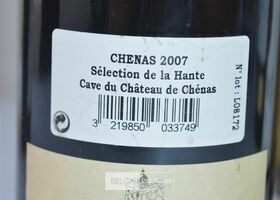 CHENAS 2007
Sélection de la Hante
Cave du Château de Chénas
3 219850 033749
N° lot : L08172